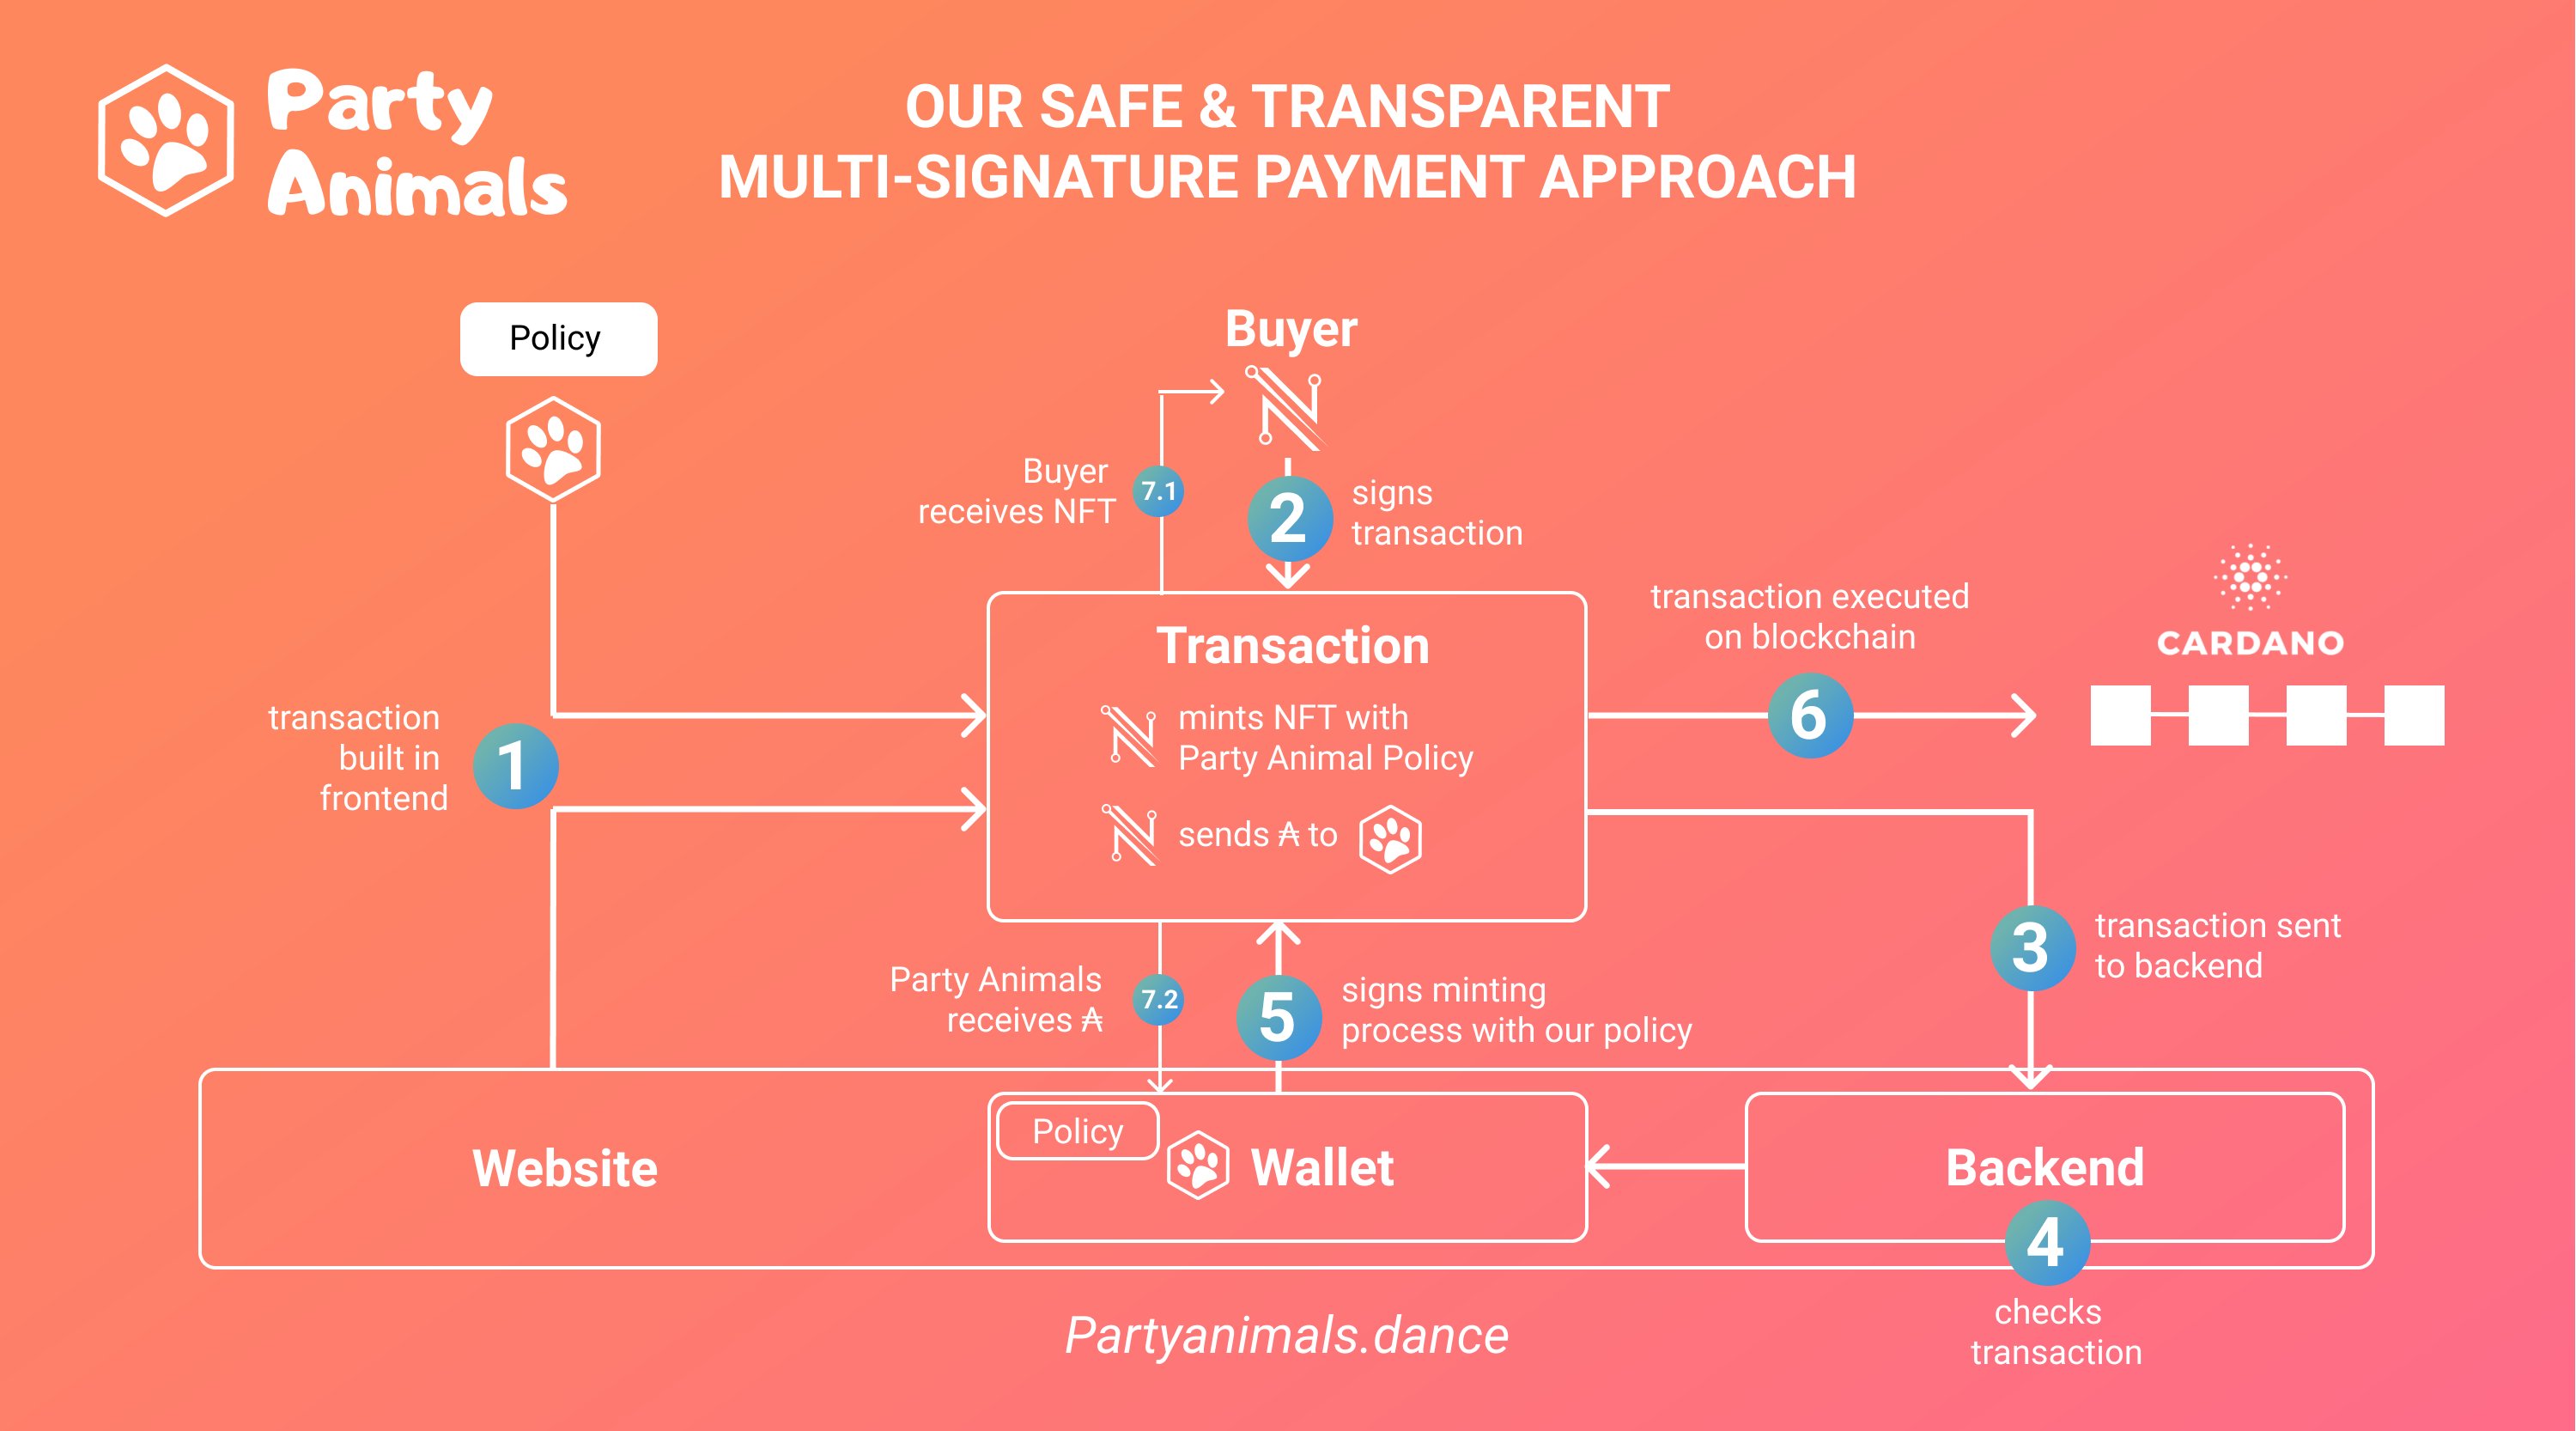 Party
Animals
OUR SAFE & TRANSPARENT
MULTI-SIGNATURE PAYMENT APPROACH
Policy
Buyer
Buyer
receives NFT
7.1
2
signs
transaction
transaction
built in
frontend
1
Transaction
mints NFT with
Party Animal Policy
sends ₳ to
transaction executed
on blockchain
6
CARDANO
3
transaction sent
to backend
Party Animals
receives ₳
7.2
5
signs minting
process with our policy
Website
Policy
Wallet
Backend
4
checks
transaction
Partyanimals.dance